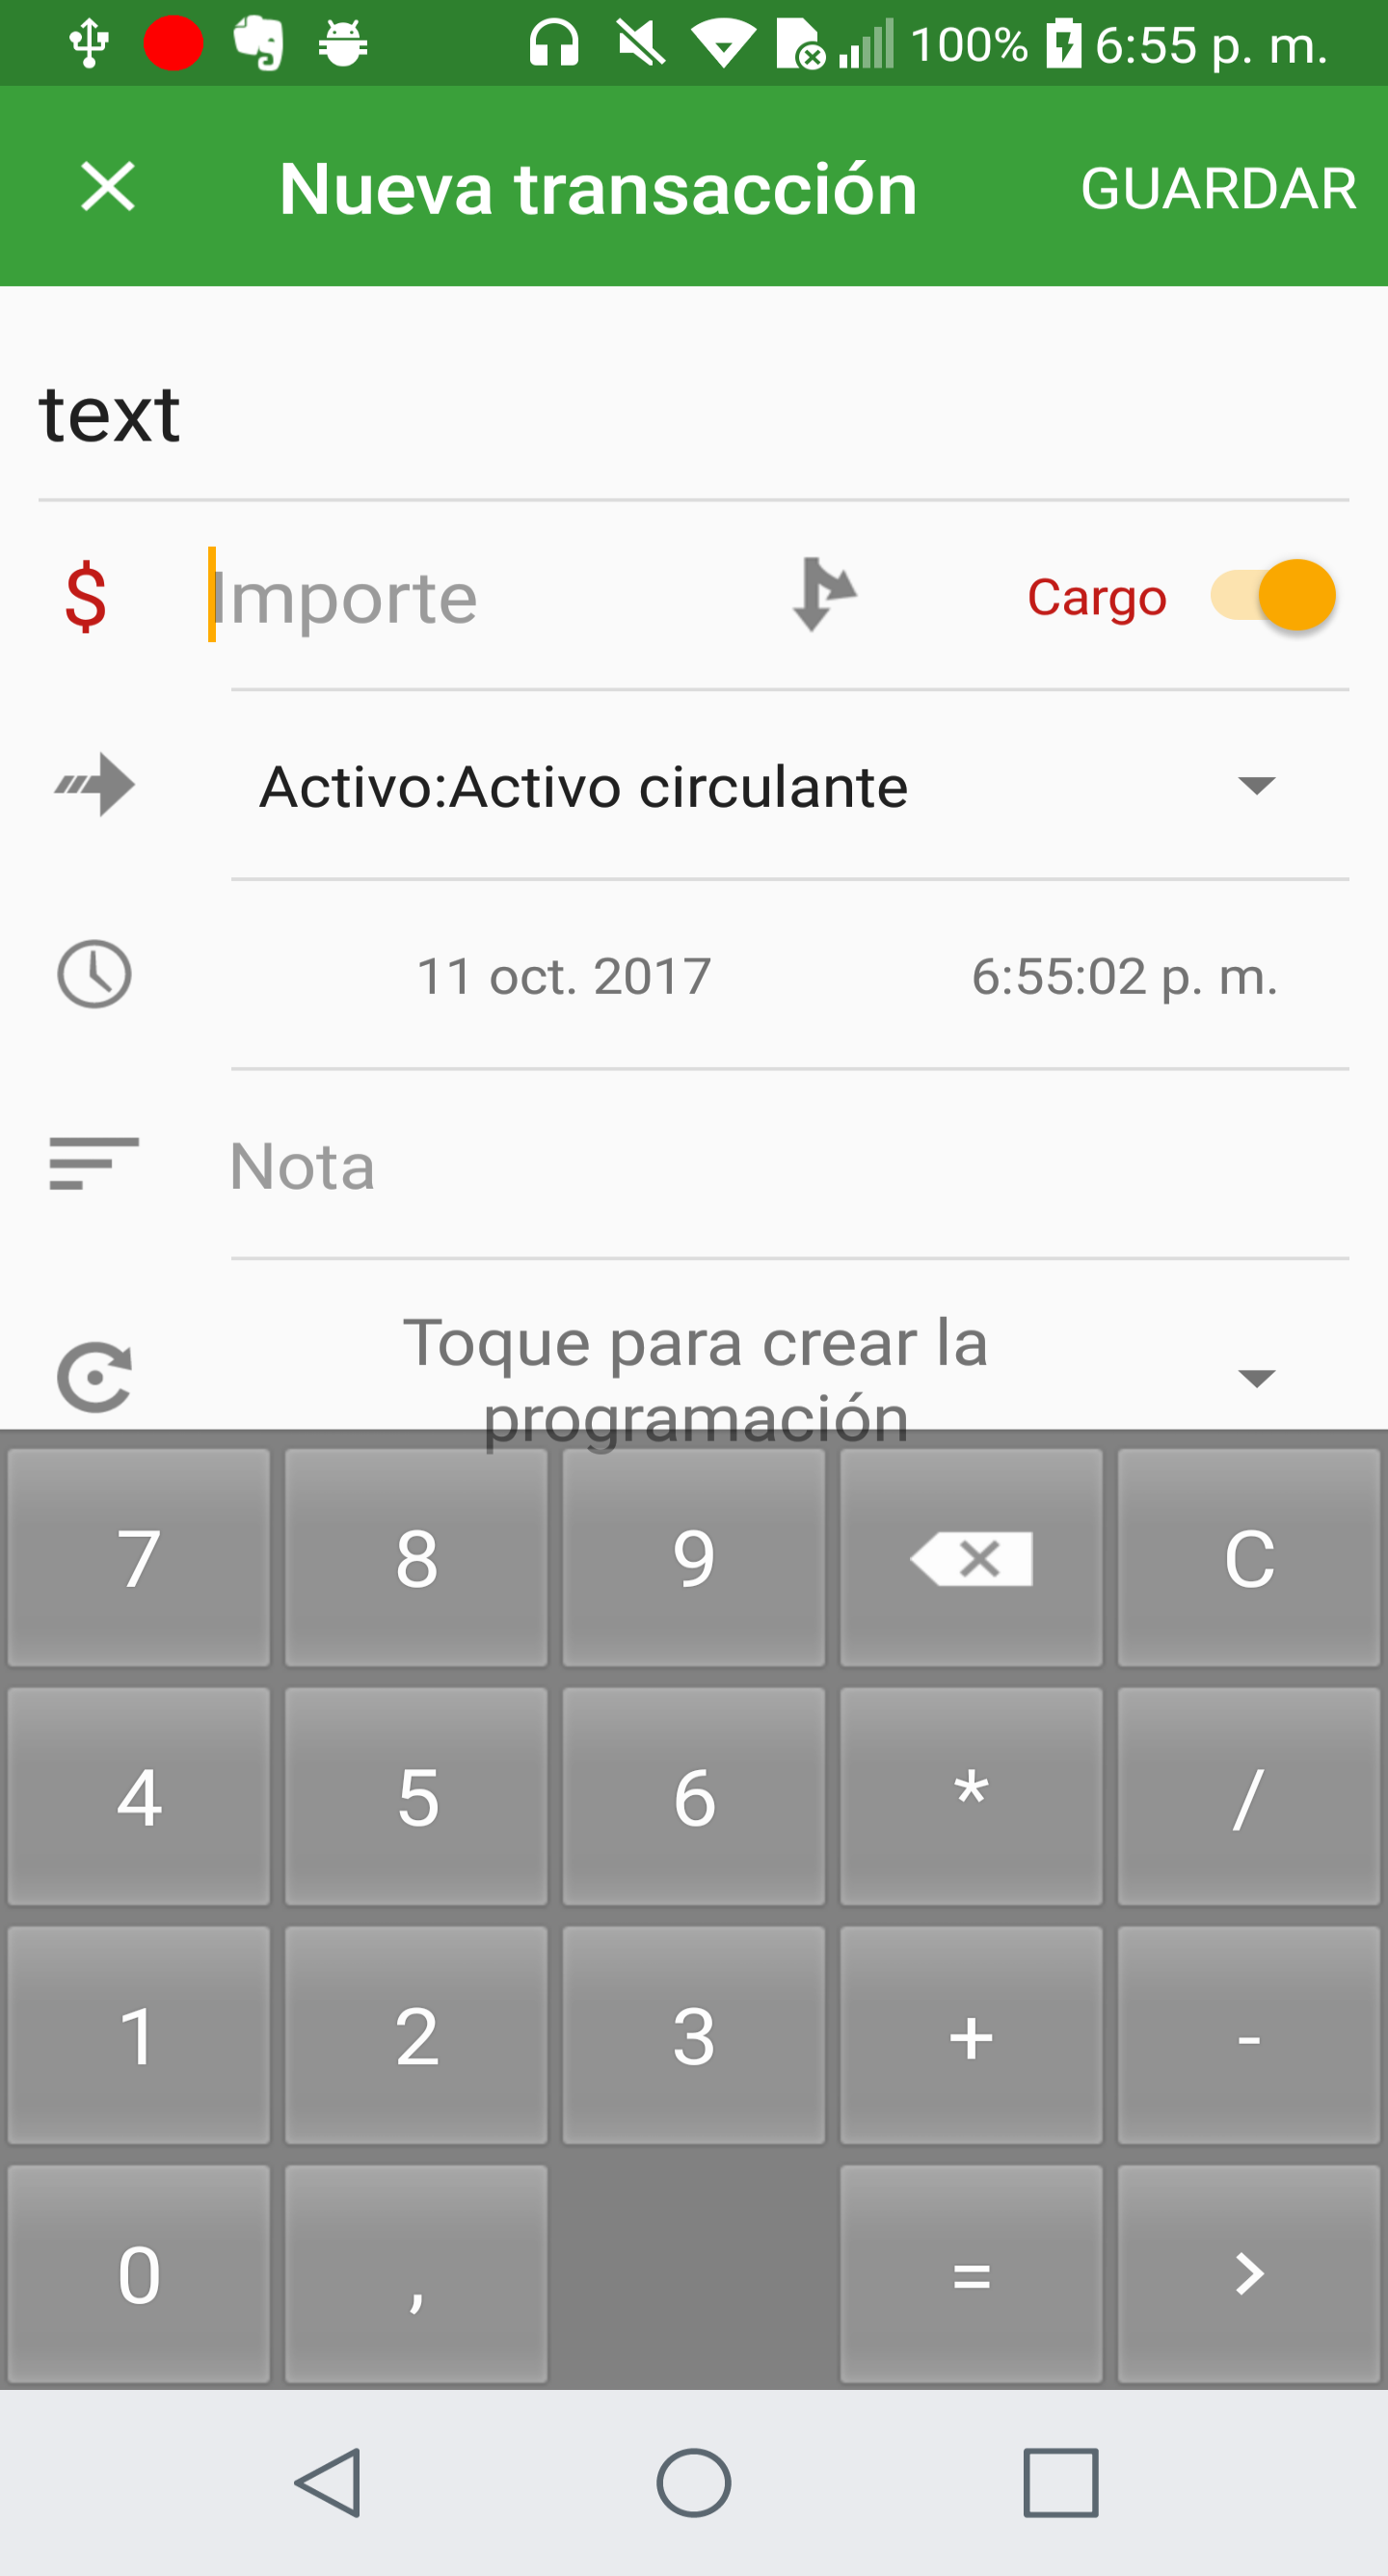 100% 6:55 p. m.
Nueva transacción GUARDAR
text
$ Importe Cargo
Activo:Activo circulante
11 oct. 2017 6:55:02 p. m.
Nota
Toque para crear la
programación
7 8 9 C
4 5 6 * /
1 2 3 + -
0 , = >